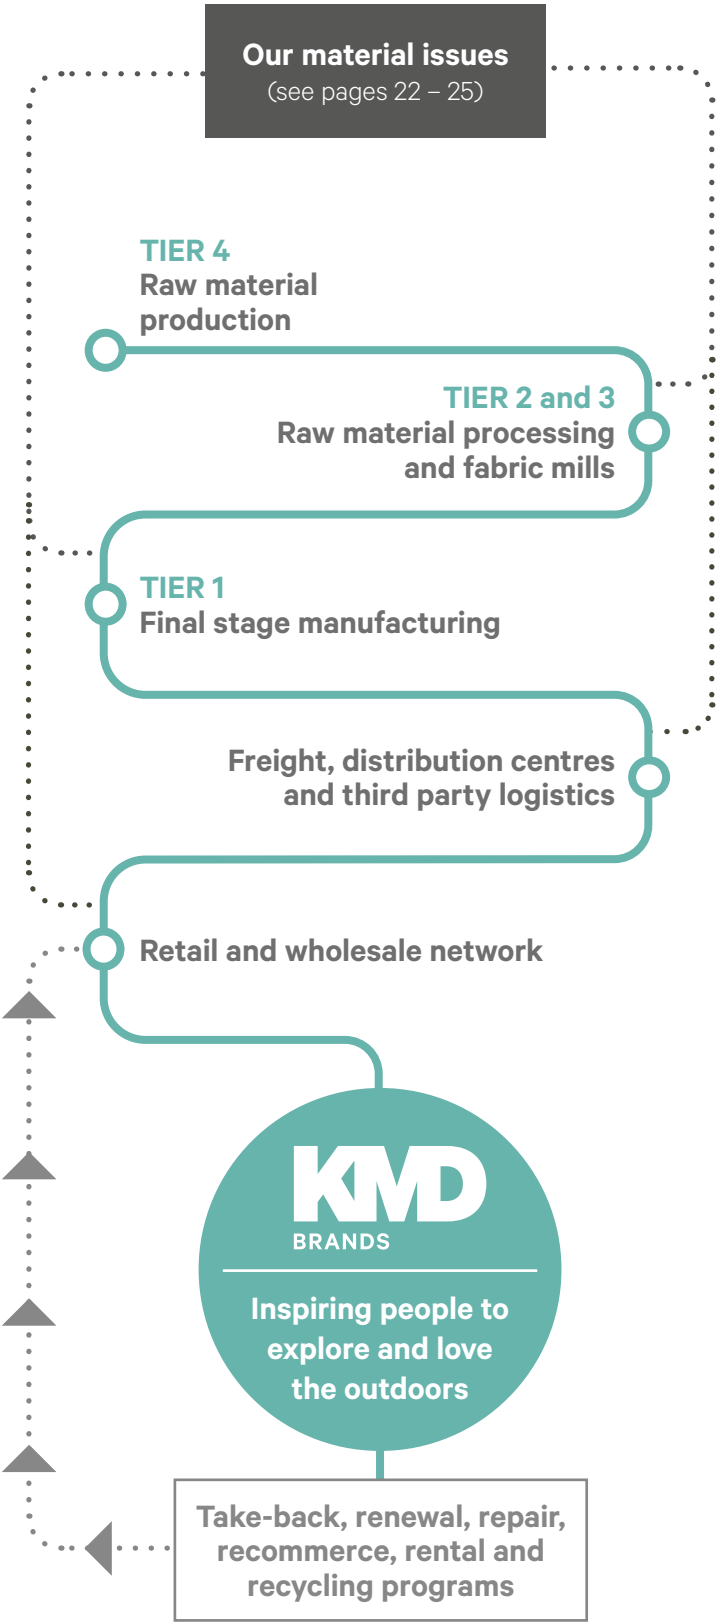 Our material issues
(see pages 22 – 25)
TIER 4
Raw material
production
TIER 2 and 3
Raw material processing
and fabric mills
TIER 1
Final stage manufacturing
Freight, distribution centres
and third party logistics
Retail and wholesale network
KMD
BRANDS
Inspiring people to
explore and love
the outdoors
Take-back, renewal, repair,
recommerce, rental and
recycling programs